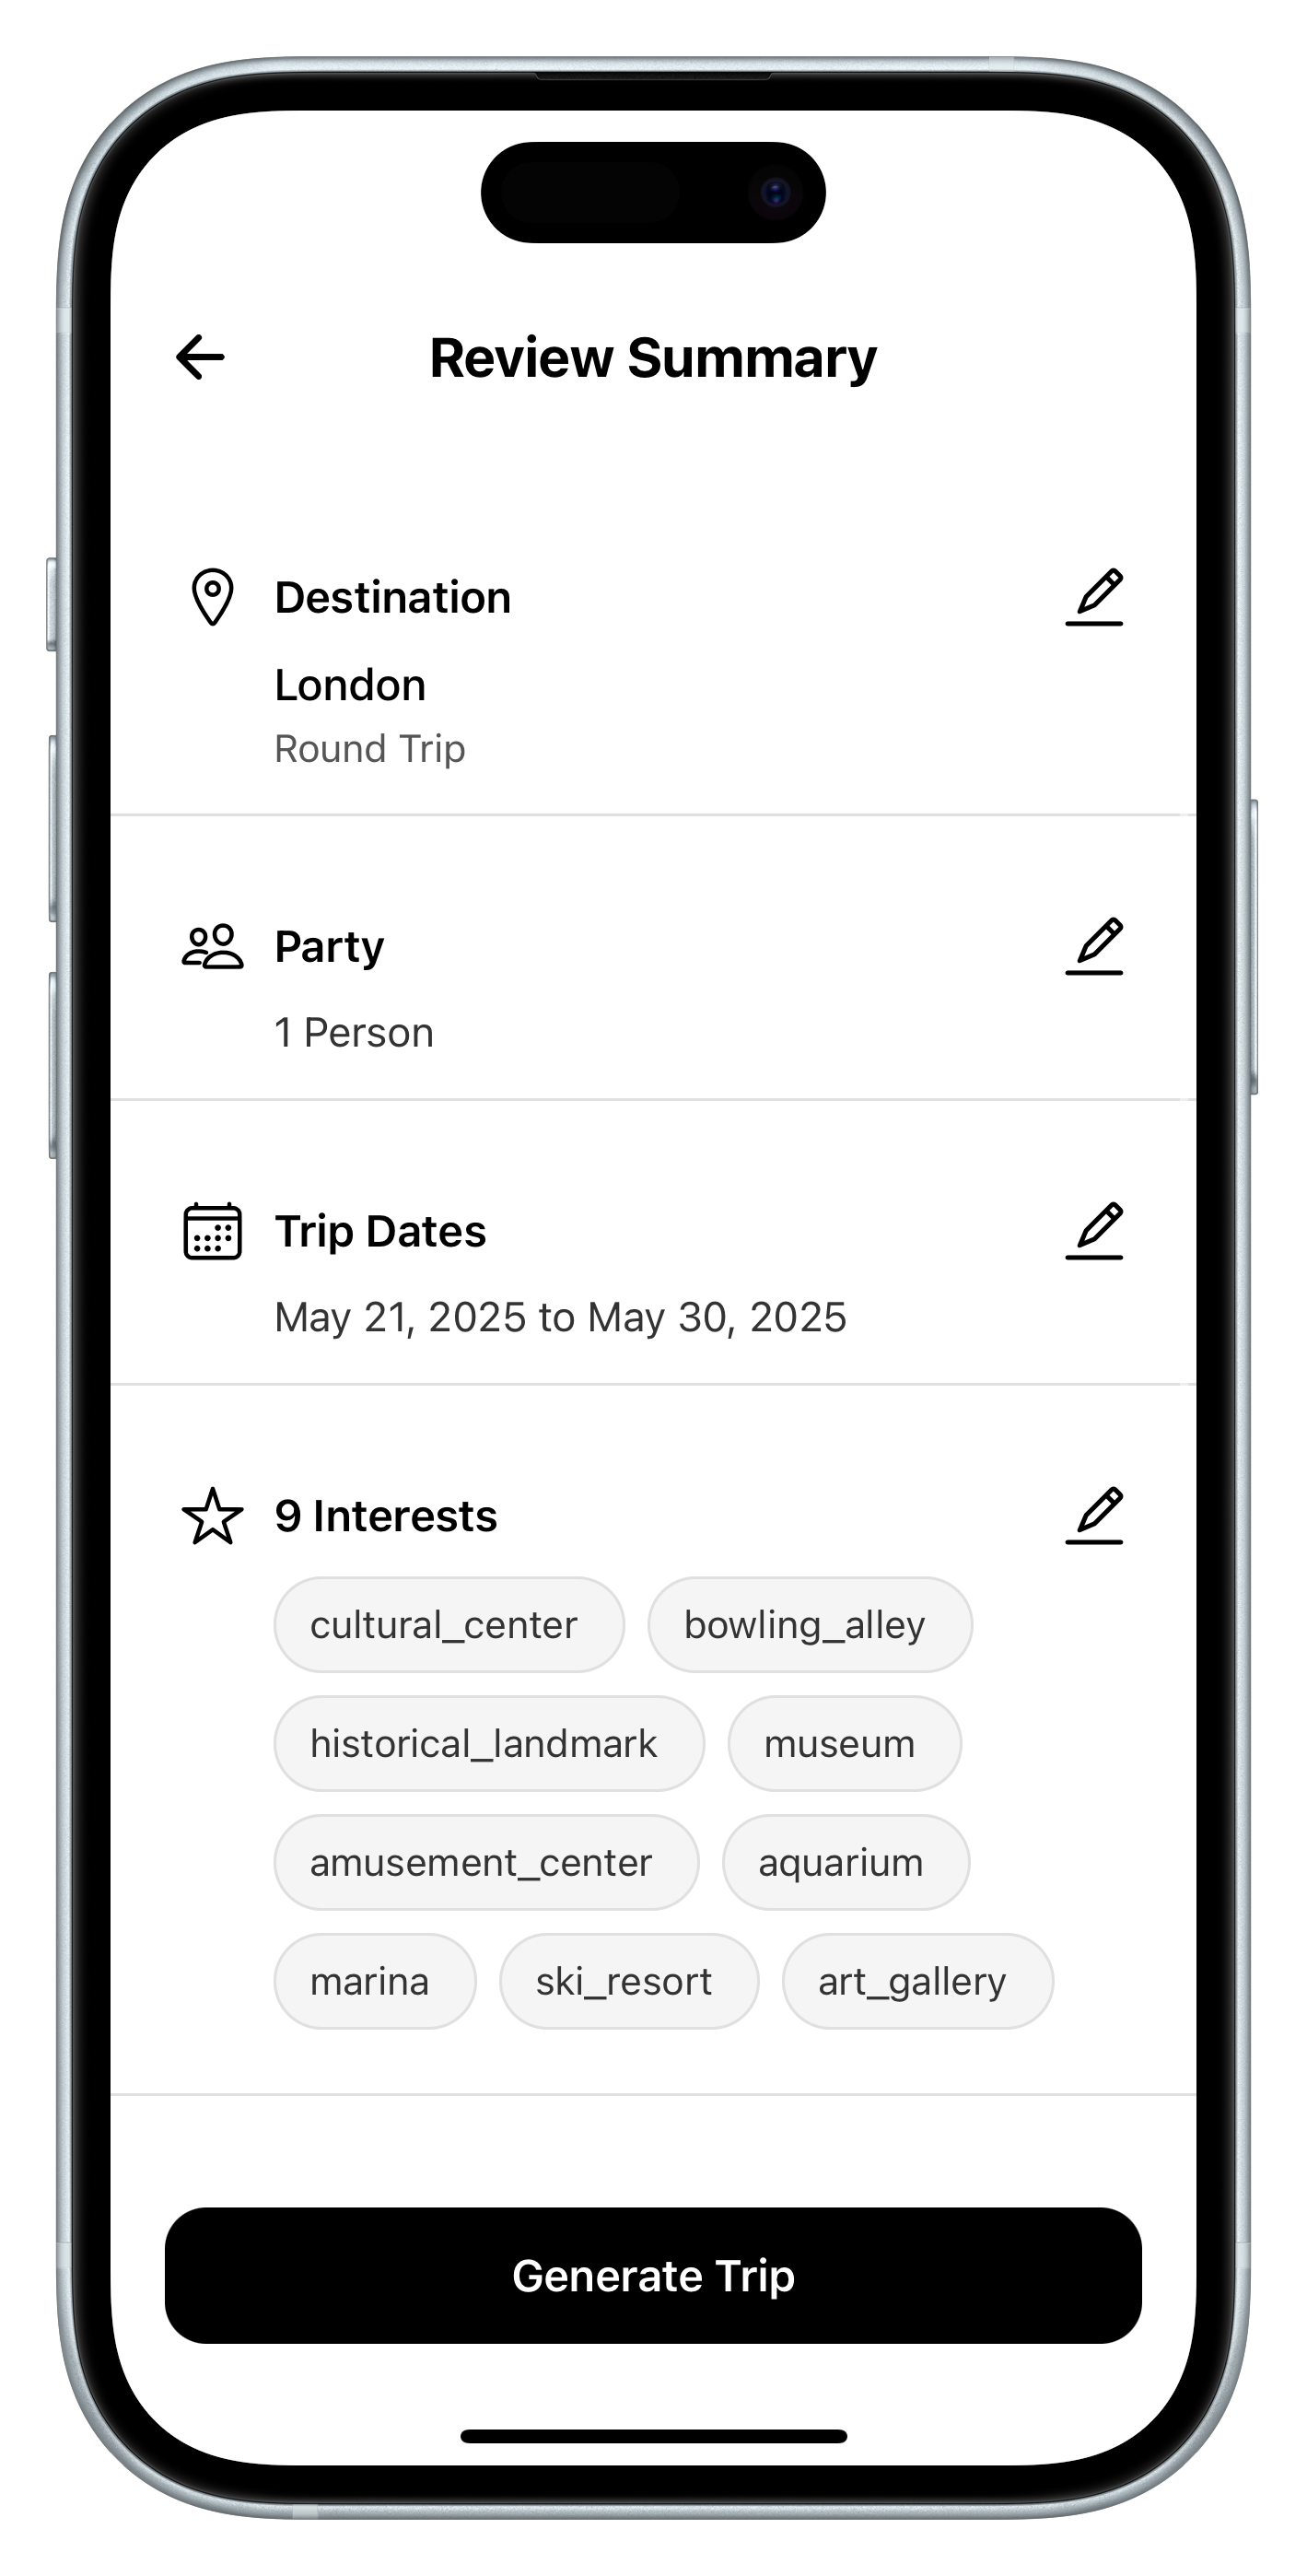 Review Summary
Destination
London
Round Trip
Party
1 Person
Trip Dates
May 21, 2025 to May 30, 2025
9 Interests
cultural_center bowling_alley
historical_landmark museum
amusement_center aquarium
marina ski_resort art_gallery
Generate Trip